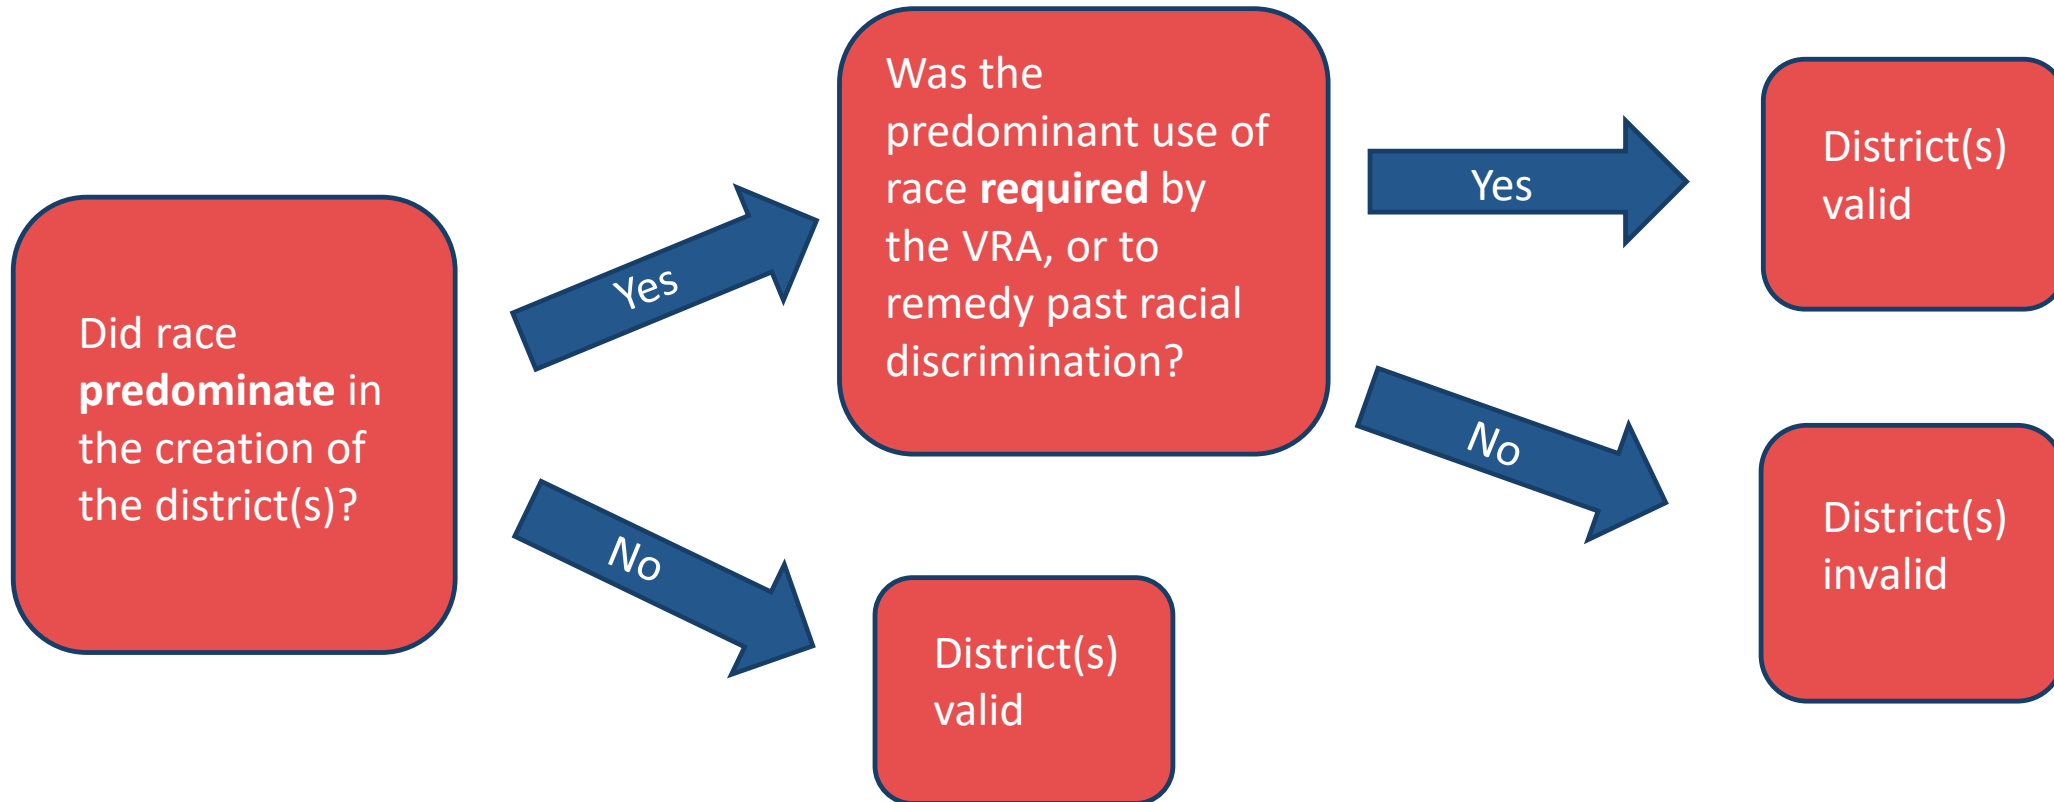 Did race
predominate in
the creation of
the district(s)?
Yes
No
Was the
predominant use of
race required by
the VRA, or to
remedy past racial
discrimination?
District(s)
valid
Yes
No
District(s)
valid
District(s)
invalid